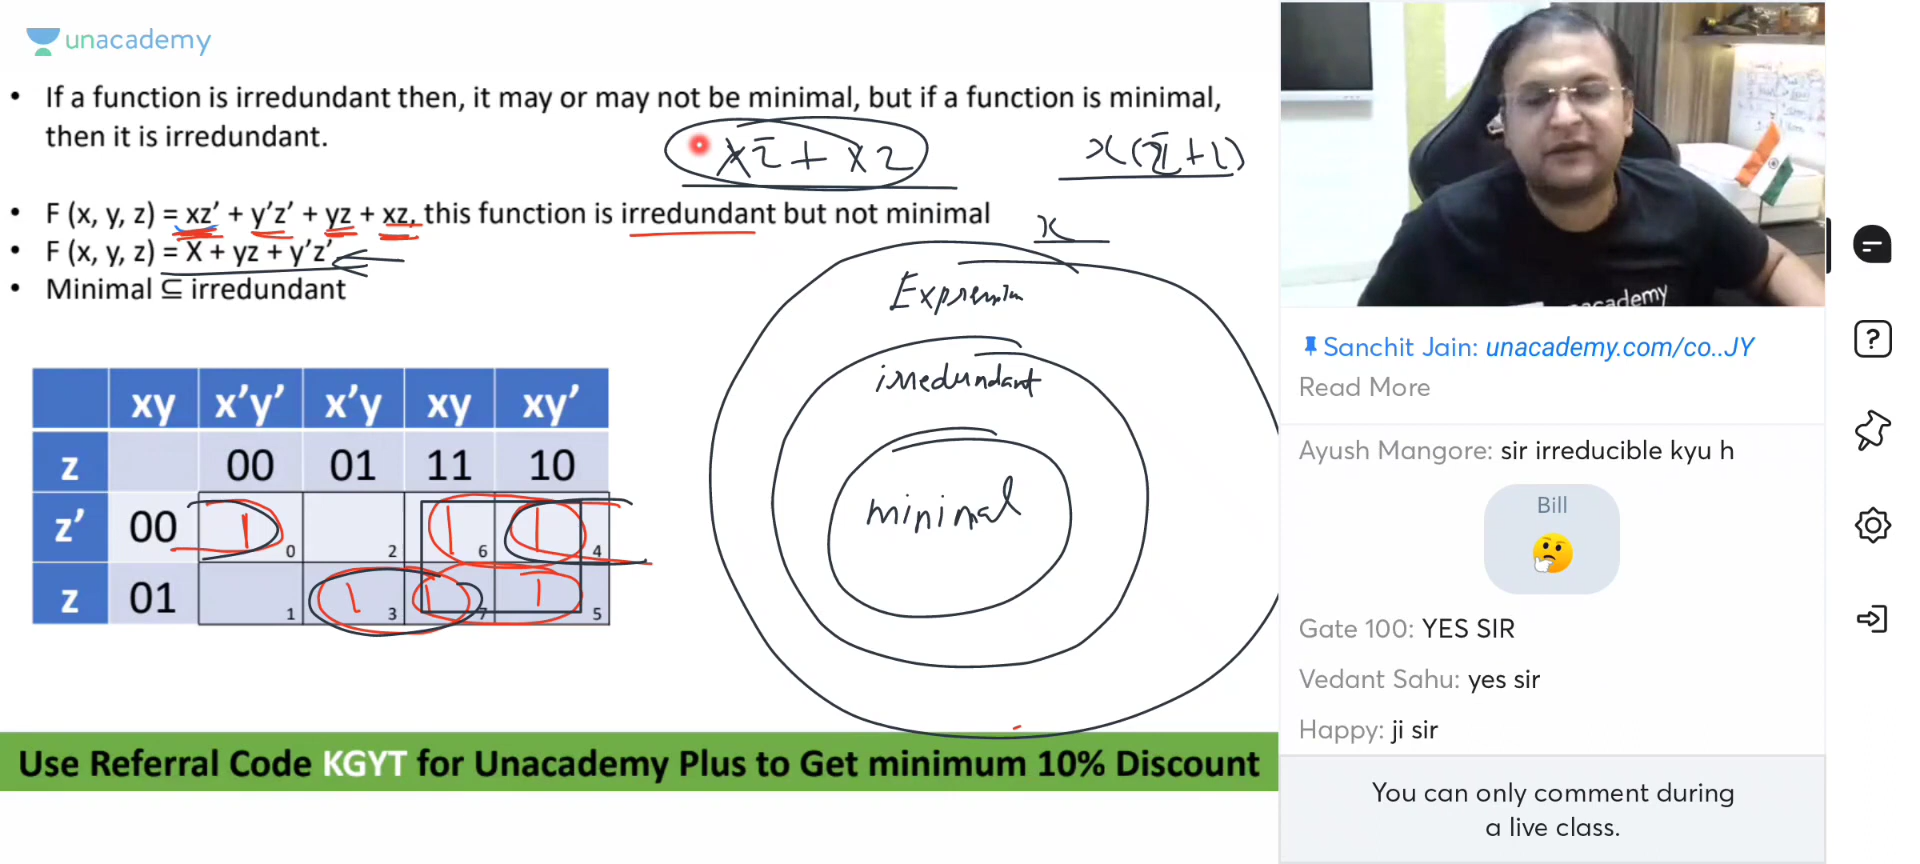 unacademy
• If a function is irredundant then, it may or may not be minimal, but if a function is minimal,
then it is irredundant.
xz̄ + xz
x(z̄+z)
• F (x, y, z) = xz’ + y’z’ + yz + xz, this function is irredundant but not minimal
x
• F (x, y, z) = X + yz + y’z’
• Minimal ⊆ irredundant
Expression
irredundant
minimal
xy x’y’ x’y xy xy’
z 00 01 11 10
z’ 00 1 0 2 1 6 1 4
z 01 1 1 3 1 7 1 5
Use Referral Code KGYT for Unacademy Plus to Get minimum 10% Discount
unacademy
Sanchit Jain: unacademy.com/co..JY
Read More
Ayush Mangore: sir irreducible kyu h
Bill
Gate 100: YES SIR
Vedant Sahu: yes sir
Happy: ji sir
You can only comment during
a live class.
?